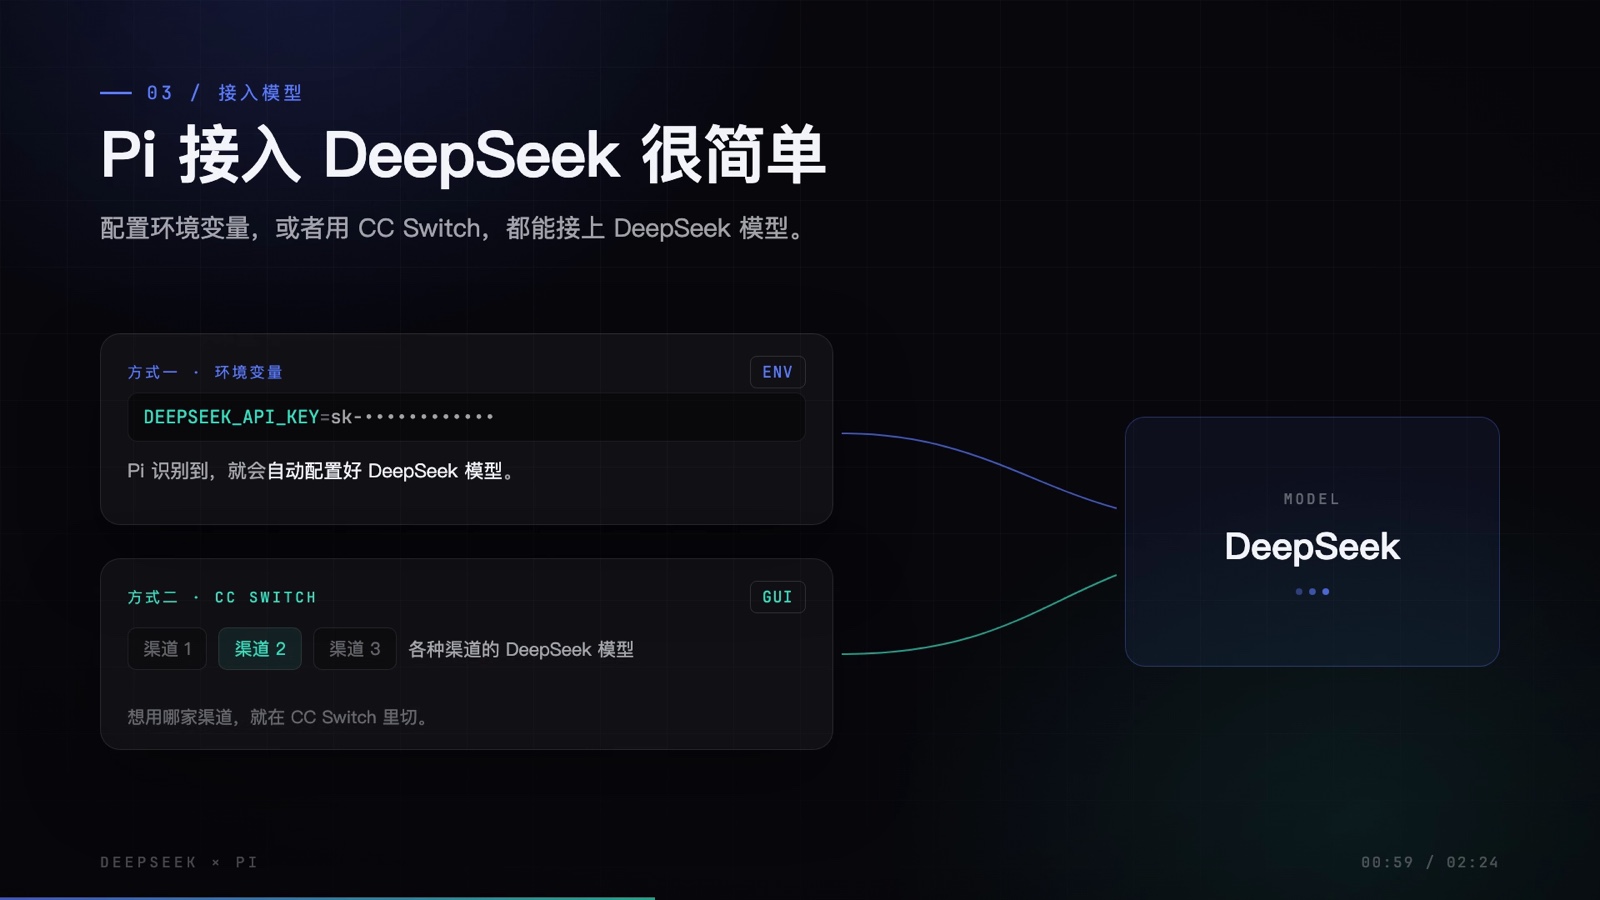 03 / 接入模型
Pi 接入 DeepSeek 很简单
配置环境变量，或者用 CC Switch，都能接上 DeepSeek 模型。
方式一 · 环境变量
ENV
DEEPSEEK_API_KEY=sk-••••••••••••
Pi 识别到，就会自动配置好 DeepSeek 模型。
方式二 · CC SWITCH
GUI
渠道 1 渠道 2 渠道 3 各种渠道的 DeepSeek 模型
想用哪家渠道，就在 CC Switch 里切。
MODEL
DeepSeek
DEEPSEEK × PI
00:59 / 02:24